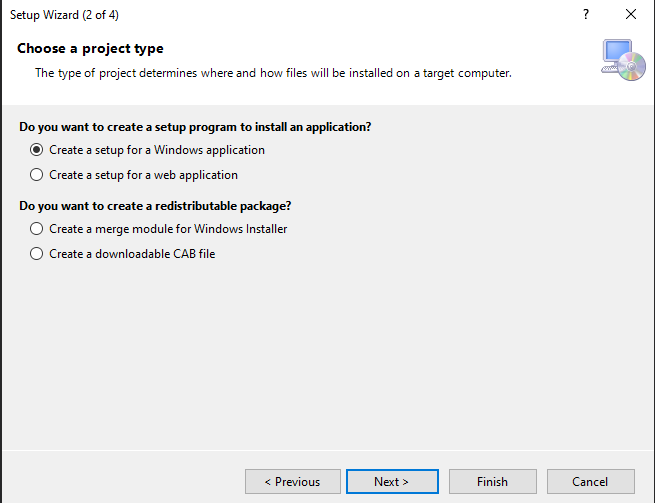 Setup Wizard (2 of 4)
?
Choose a project type
The type of project determines where and how files will be installed on a target computer.
Do you want to create a setup program to install an application?
Create a setup for a Windows application
Create a setup for a web application
Do you want to create a redistributable package?
Create a merge module for Windows Installer
Create a downloadable CAB file
< Previous
Next >
Finish
Cancel